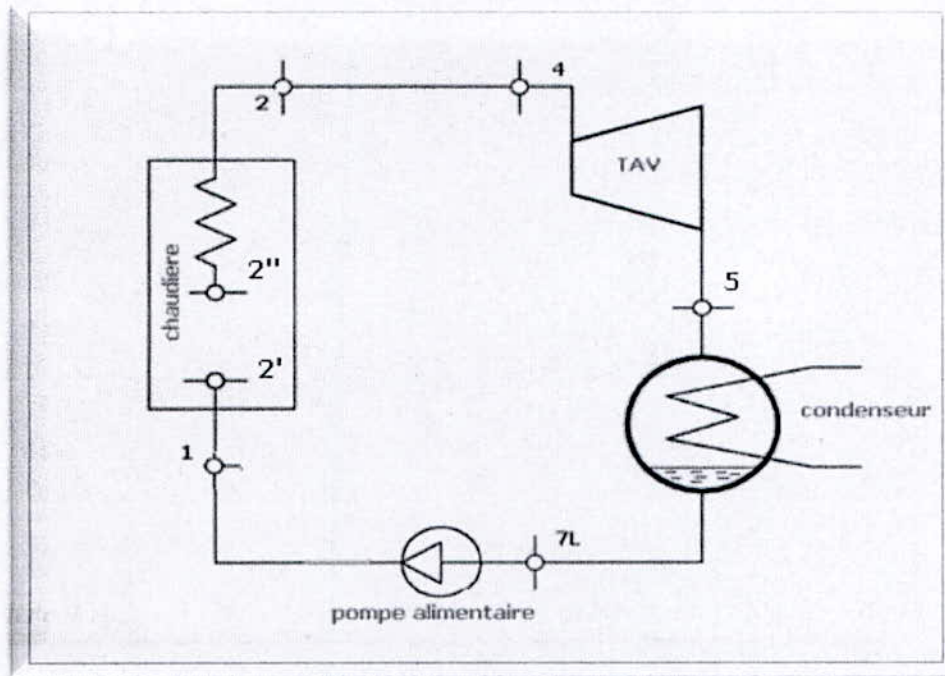 2
4
TAV
chaudiere
2"
2'
5
condenseur
1
7L
pompe alimentaire